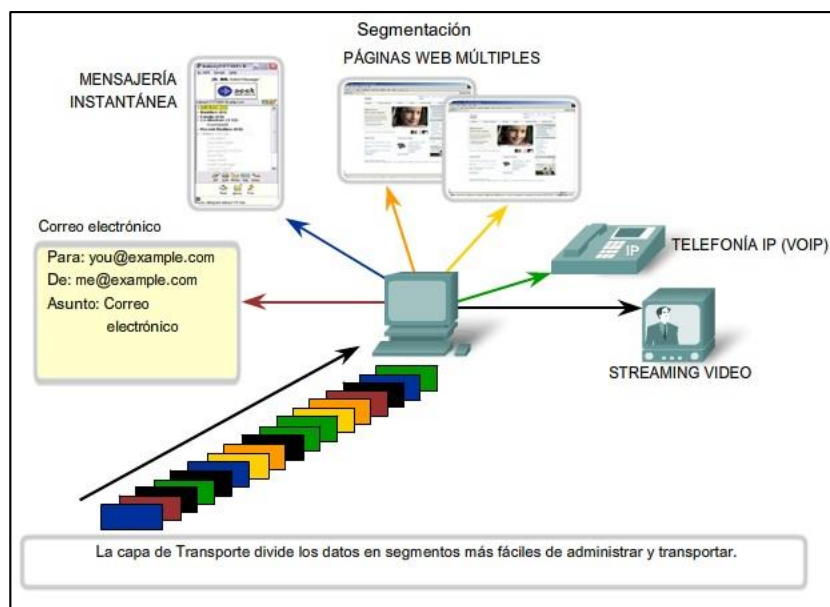 Segmentación
PÁGINAS WEB MÚLTIPLES
MENSAJERÍA
INSTANTÁNEA
Correo electrónico
Para: you@example.com
De: me@example.com
Asunto: Correo
electrónico
IP
TELEFONÍA IP (VOIP)
STREAMING VIDEO
La capa de Transporte divide los datos en segmentos más fáciles de administrar y transportar.